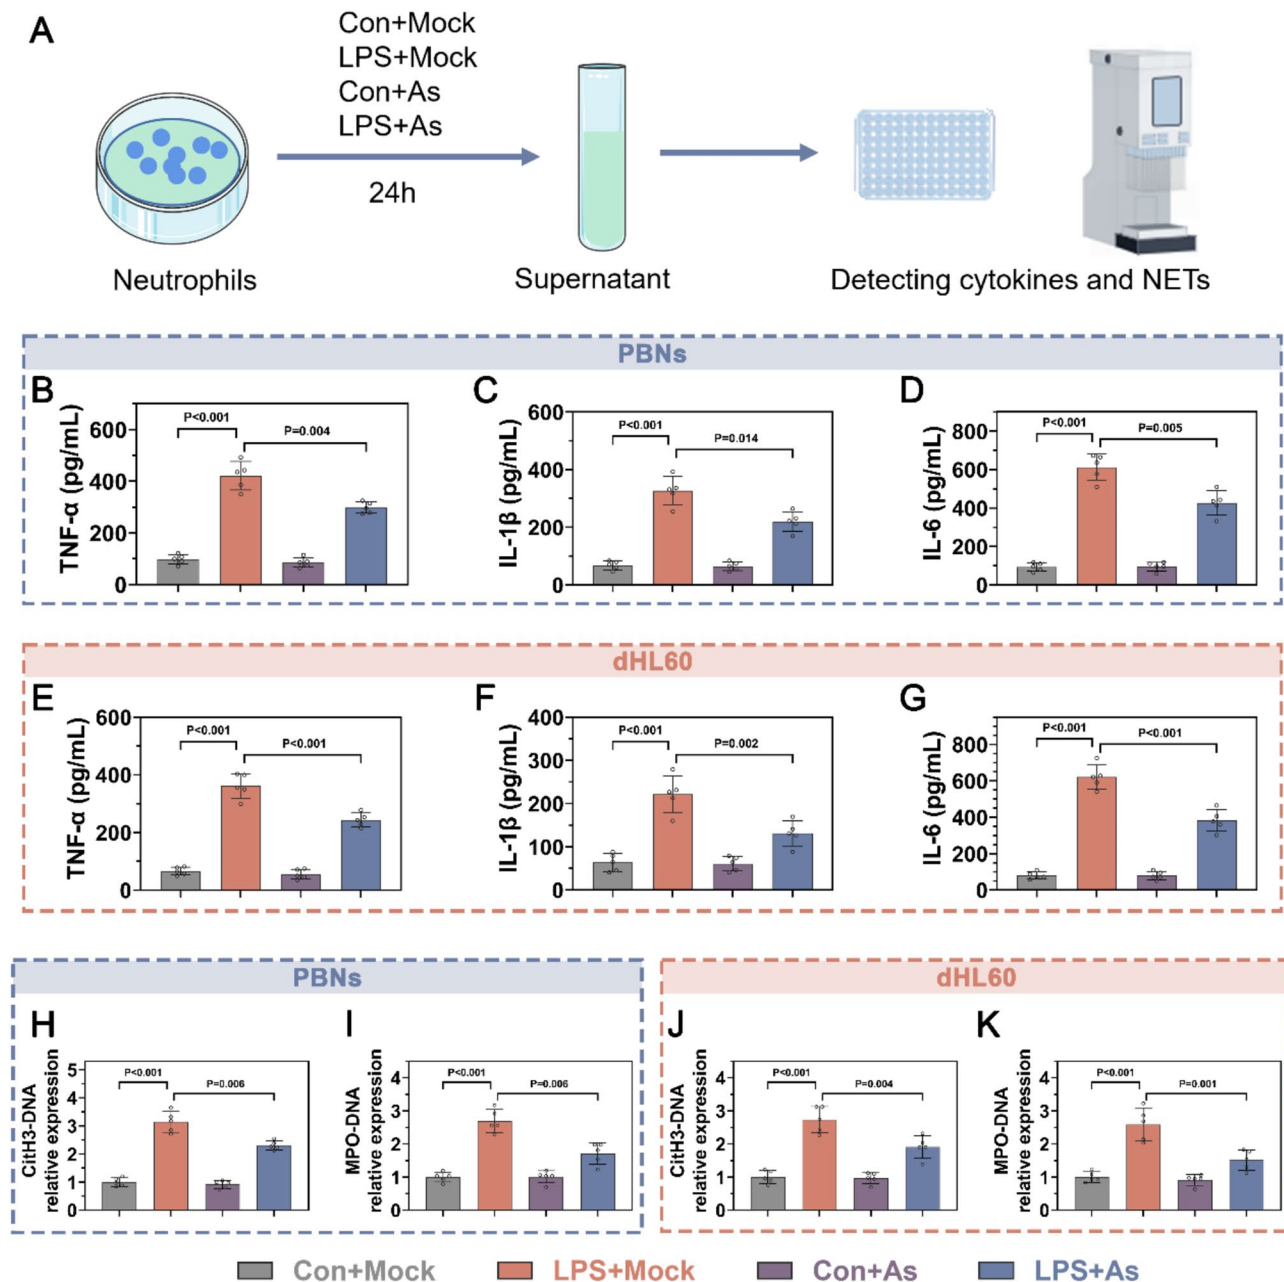 A
Con+Mock
LPS+Mock
Con+As
LPS+As
24h
Neutrophils
Supernatant
Detecting cytokines and NETs
PBNs
B
TNF-α (pg/mL)
600
400
200
0
P<0.001
P=0.004
C
IL-1β (pg/mL)
600
400
200
0
P<0.001
P=0.014
D
IL-6 (pg/mL)
800
600
400
200
0
P<0.001
P=0.005
dHL60
E
TNF-α (pg/mL)
600
400
200
0
P<0.001
P<0.001
F
IL-1β (pg/mL)
400
300
200
100
0
P<0.001
P=0.002
G
IL-6 (pg/mL)
800
600
400
200
0
P<0.001
P<0.001
PBNs
H
CitH3-DNA
relative expression
5
4
3
2
1
0
P<0.001
P=0.006
I
MPO-DNA
relative expression
4
3
2
1
0
P<0.001
P=0.006
dHL60
J
CitH3-DNA
relative expression
4
3
2
1
0
P<0.001
P=0.004
K
MPO-DNA
relative expression
4
3
2
1
0
P<0.001
P=0.001
Con+Mock
LPS+Mock
Con+As
LPS+As